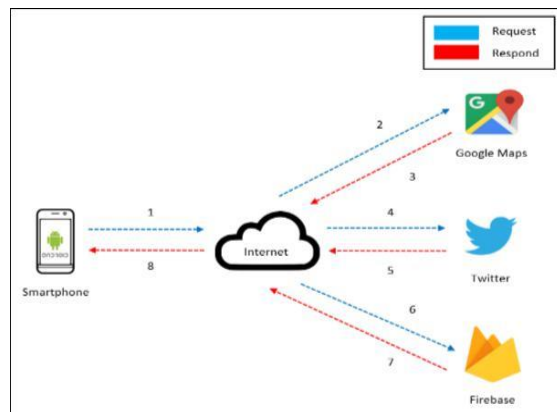 Request
Respond
2
Google Maps
3
1
4
Internet
8
5
Smartphone
Twitter
6
7
Firebase